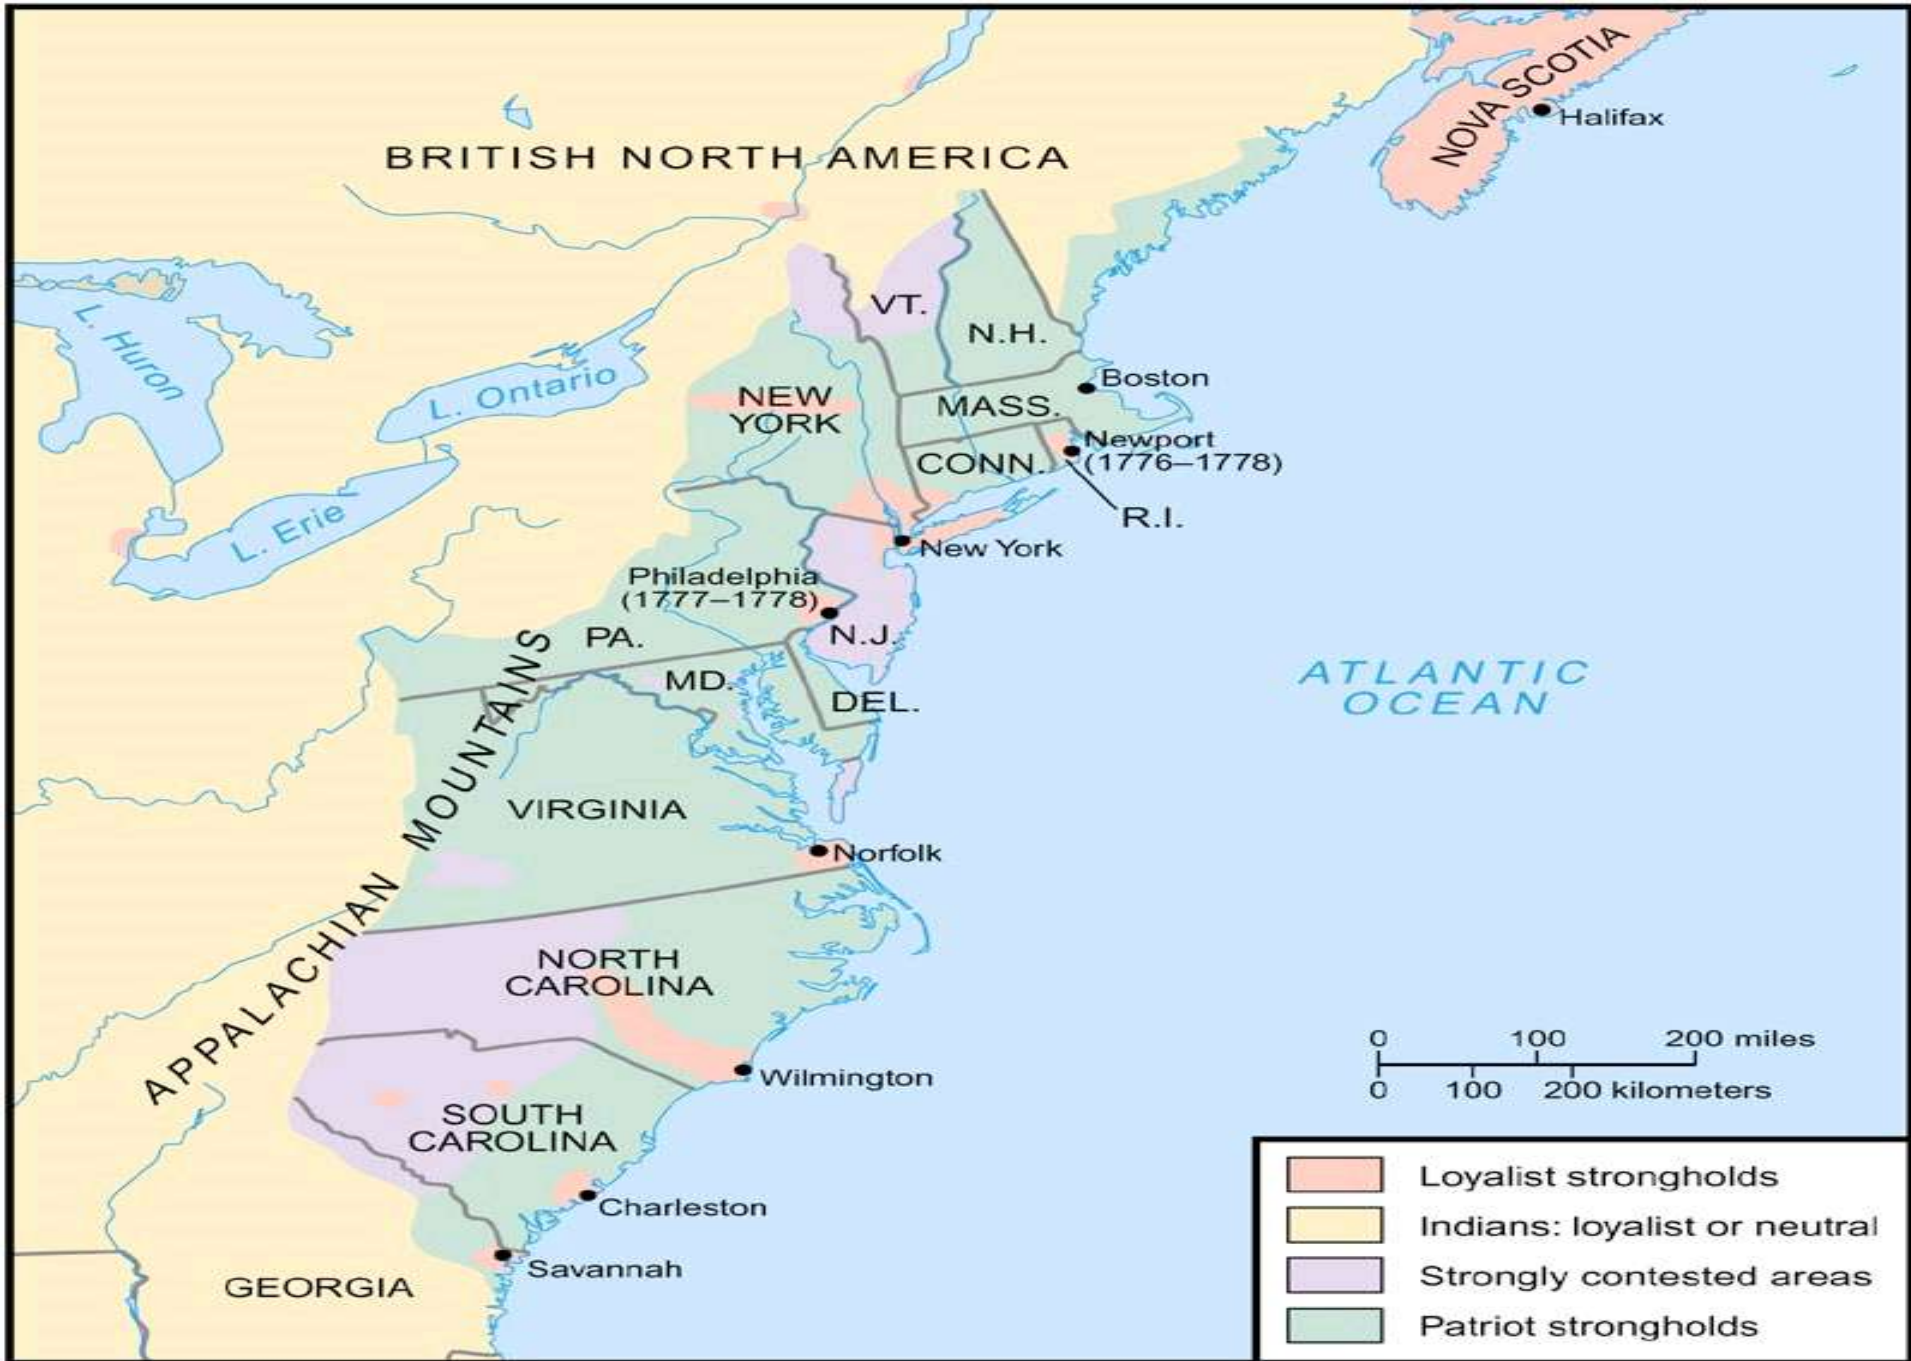 NOVA SCOTIA
Halifax
BRITISH NORTH AMERICA
L. Huron
VT.
N.H.
L. Ontario
Boston
NEW
YORK
MASS.
Newport
(1776–1778)
CONN.
R.I.
L. Erie
New York
Philadelphia
(1777–1778)
PA.
N.J.
MD.
DEL.
ATLANTIC
OCEAN
APPALACHIAN MOUNTAINS
VIRGINIA
Norfolk
NORTH
CAROLINA
Wilmington
0 100 200 miles
0 100 200 kilometers
SOUTH
CAROLINA
Charleston
Savannah
GEORGIA
Loyalist strongholds
Indians: loyalist or neutral
Strongly contested areas
Patriot strongholds